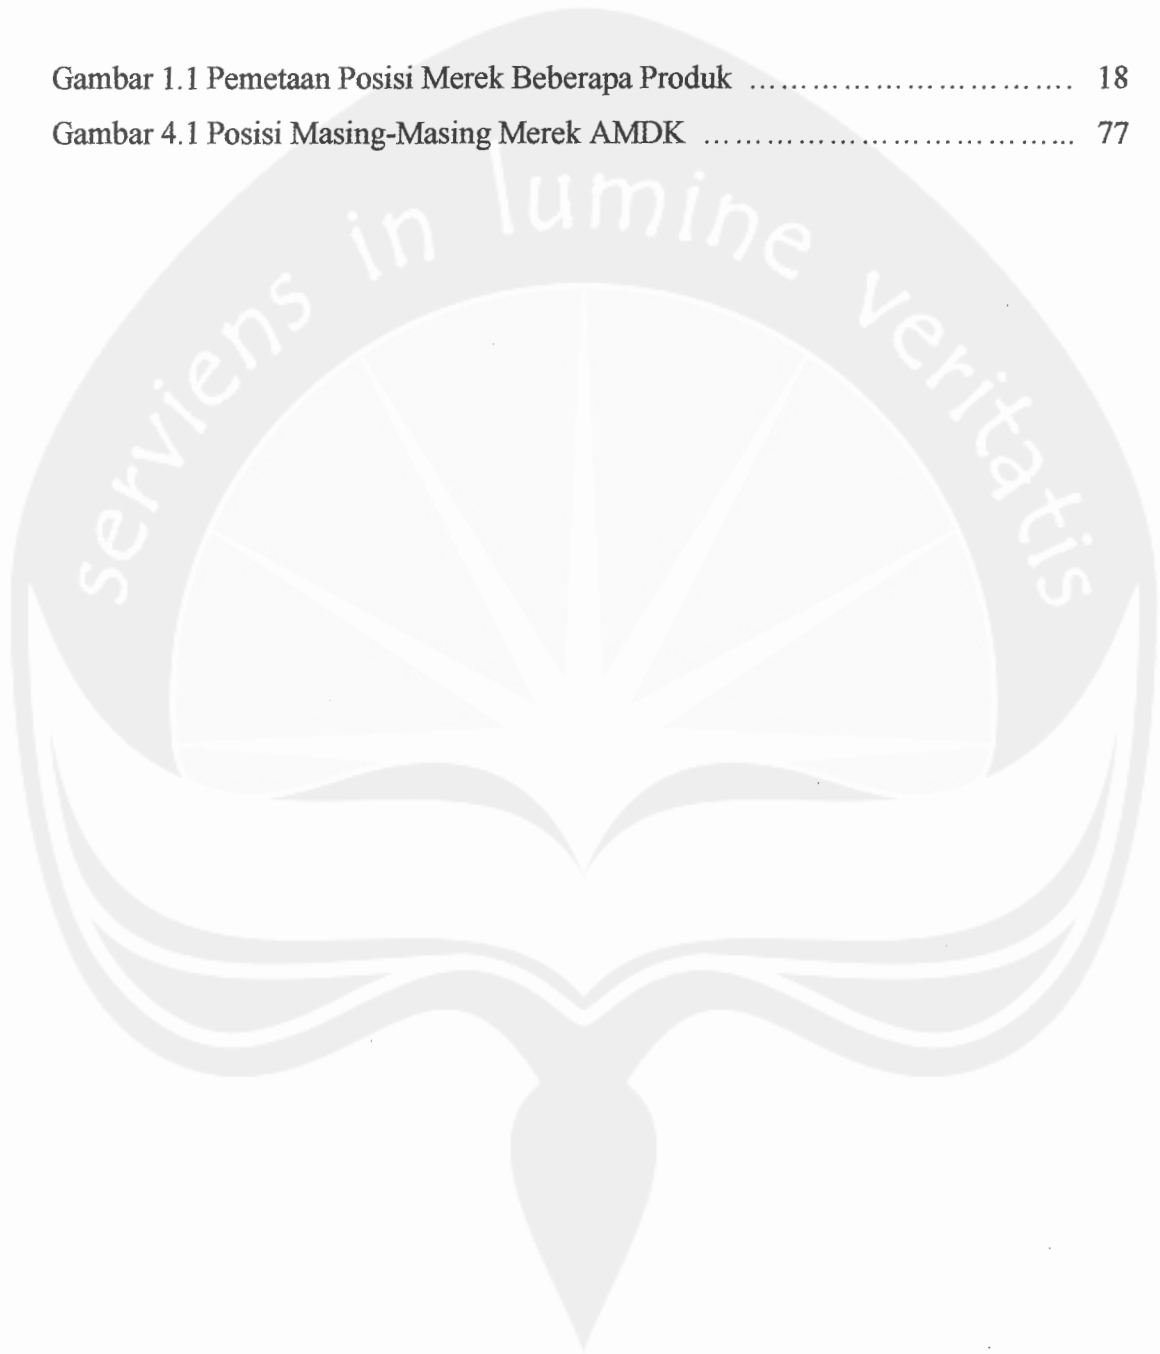 Gambar 1.1 Pemetaan Posisi Merek Beberapa Produk ................................ 18
Gambar 4.1 Posisi Masing-Masing Merek AMDK .................................... 77
serviens in lumine veritatis